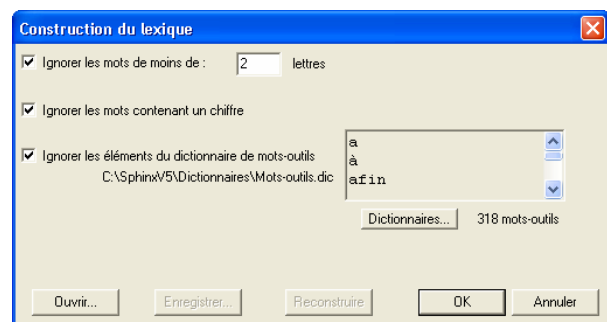 Construction du lexique
Ignorer les mots de moins de : 2 lettres
Ignorer les mots contenant un chiffre
Ignorer les éléments du dictionnaire de mots-outils
C:\SphinxV5\Dictionnaires\Mots-outils.dic
a
à
afin
Dictionnaires... 318 mots-outils
Ouvrir... Enregistrer... Reconstruire OK Annuler